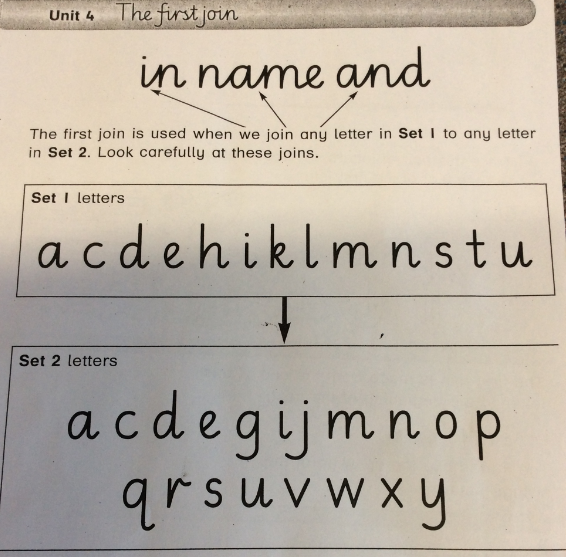 Unit 4 The first join
in name and
The first join is used when we join any letter in Set 1 to any letter
in Set 2. Look carefully at these joins.
Set 1 letters
a c d e h i k l m n s t u
Set 2 letters
a c d e g i j m n o p
q r s u v w x y